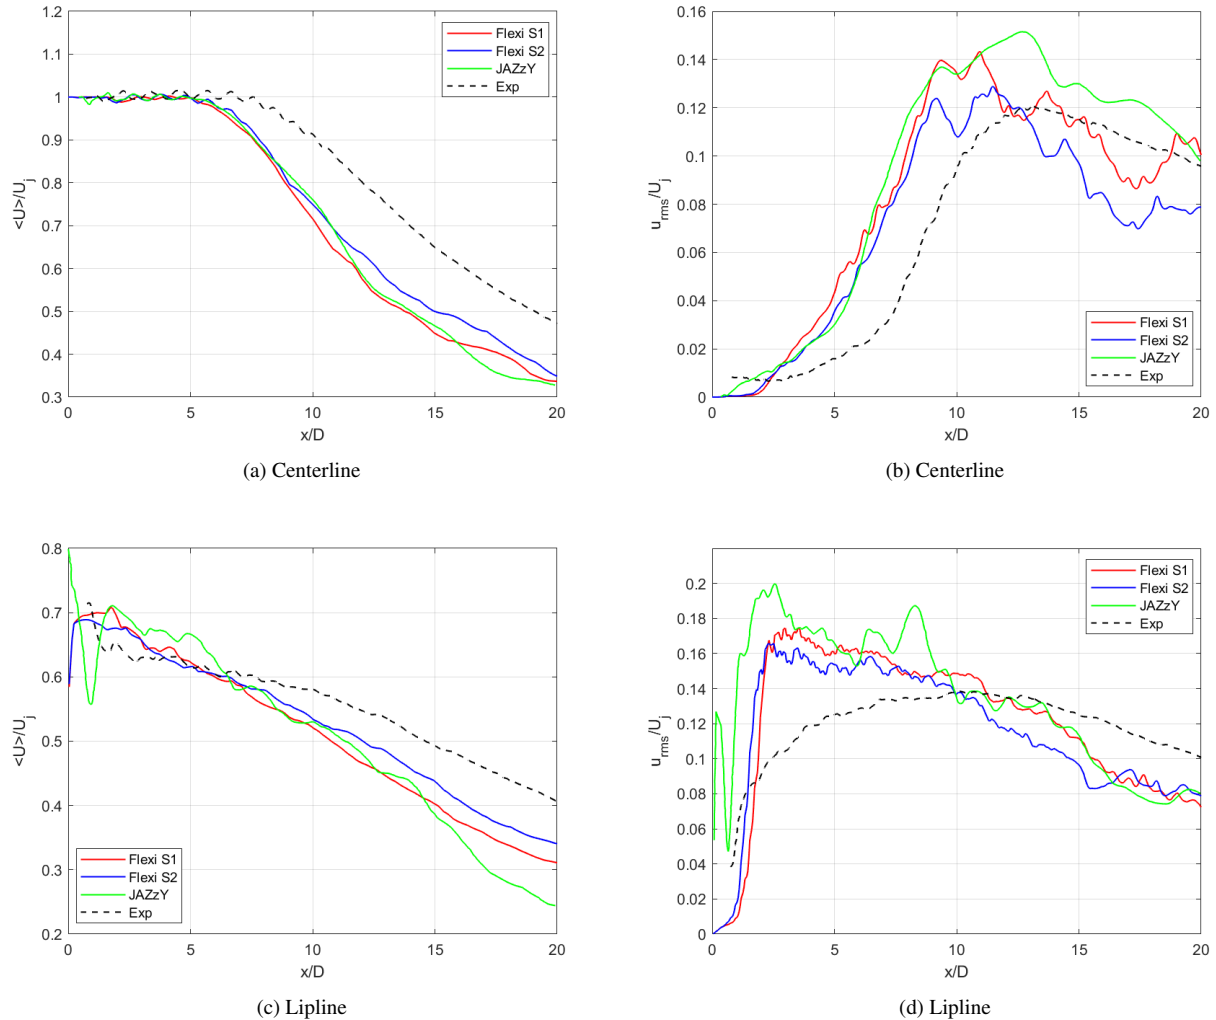 1.2
1.1
1
0.9
0.8
0.7
0.6
0.5
0.4
0.3
<U>/U_j
0 5 10 15 20
x/D
Flexi S1
Flexi S2
JAZzY
Exp
(a) Centerline
0.16
0.14
0.12
0.1
0.08
0.06
0.04
0.02
0
u_rms/U_j
0 5 10 15 20
x/D
Flexi S1
Flexi S2
JAZzY
Exp
(b) Centerline
0.8
0.7
0.6
0.5
0.4
0.3
0.2
<U>/U_j
0 5 10 15 20
x/D
Flexi S1
Flexi S2
JAZzY
Exp
(c) Lipline
0.2
0.18
0.16
0.14
0.12
0.1
0.08
0.06
0.04
0.02
0
u_rms/U_j
0 5 10 15 20
x/D
Flexi S1
Flexi S2
JAZzY
Exp
(d) Lipline